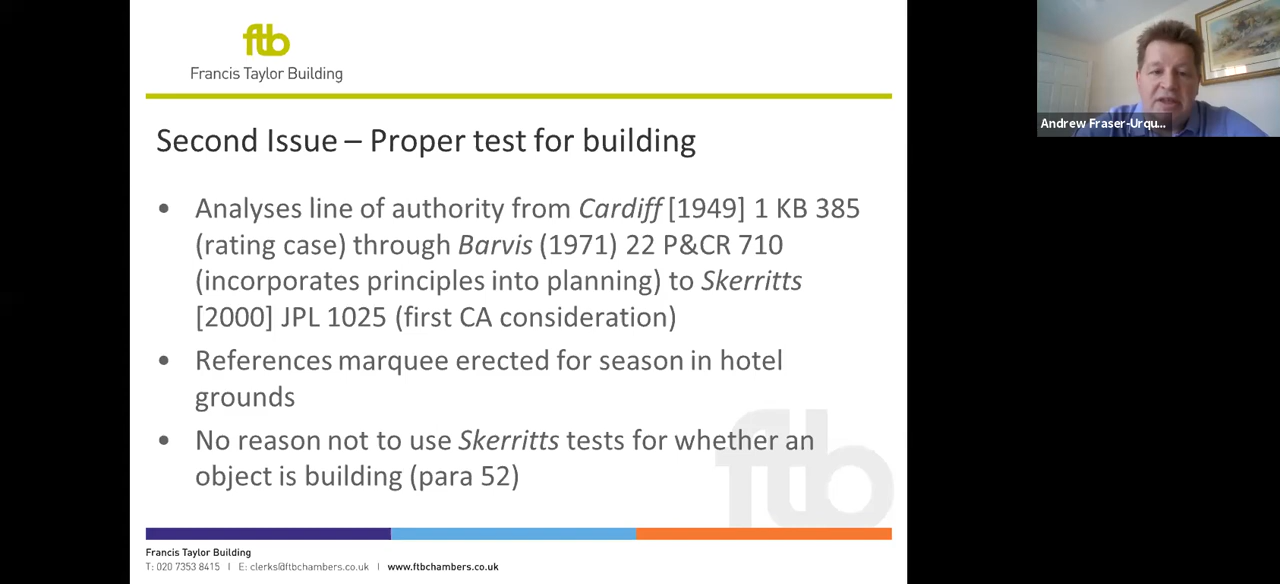 ftb
Francis Taylor Building
Second Issue – Proper test for building
• Analyses line of authority from Cardiff [1949] 1 KB 385
(rating case) through Barvis (1971) 22 P&CR 710
(incorporates principles into planning) to Skerritts
[2000] JPL 1025 (first CA consideration)
• References marquee erected for season in hotel
grounds
• No reason not to use Skerritts tests for whether an
object is building (para 52)
ftb
Francis Taylor Building
T: 020 7353 8415 I E: clerks@ftbchambers.co.uk I www.ftbchambers.co.uk
Andrew Fraser-Urqu...